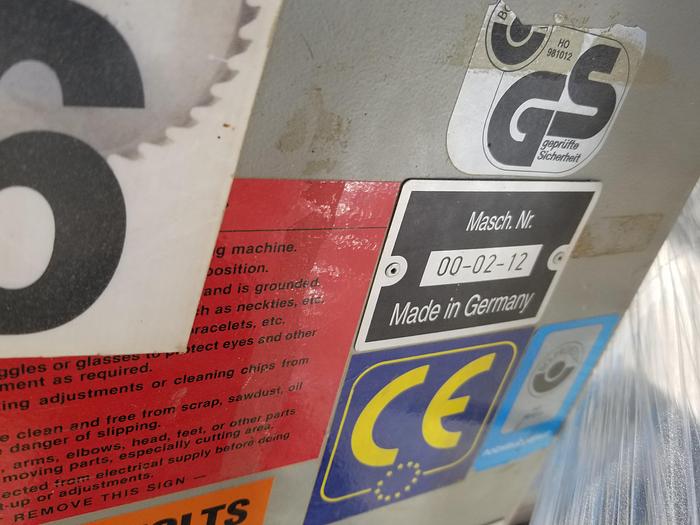 6
HO
981012
GS
geprüfte
Sicherheit
Masch. Nr.
00-02-12
Made in Germany
CE
g machine.
position.
and is grounded.
ch as neckties, etc.
bracelets, etc.
ggles or glasses to protect eyes and other
ment as required.
ing adjustments or cleaning chips from
e clean and free from scrap, sawdust, oil
e danger of slipping.
, arms, elbows, head, feet, or other parts
moving parts, especially cutting area.
ected from electrical supply before doing
t-up or adjustments.
REMOVE THIS SIGN —
OLTS